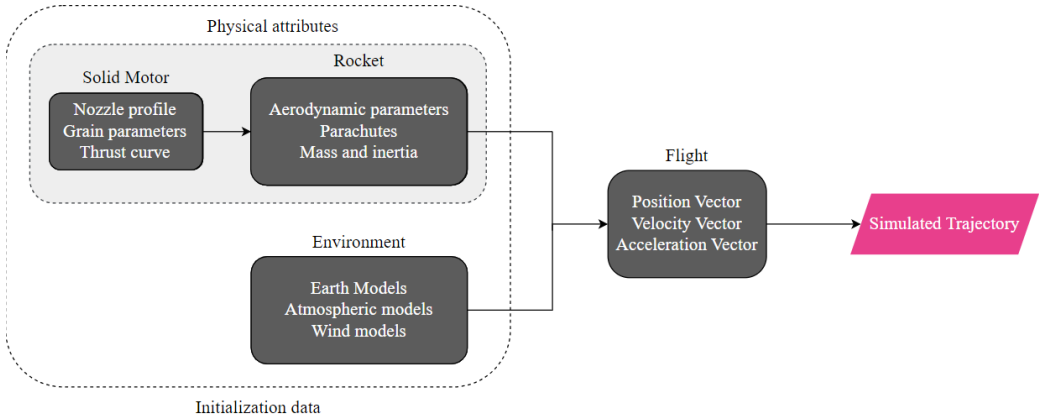 Physical attributes
Solid Motor
Nozzle profile
Grain parameters
Thrust curve
Rocket
Aerodynamic parameters
Parachutes
Mass and inertia
Environment
Earth Models
Atmospheric models
Wind models
Initialization data
Flight
Position Vector
Velocity Vector
Acceleration Vector
Simulated Trajectory